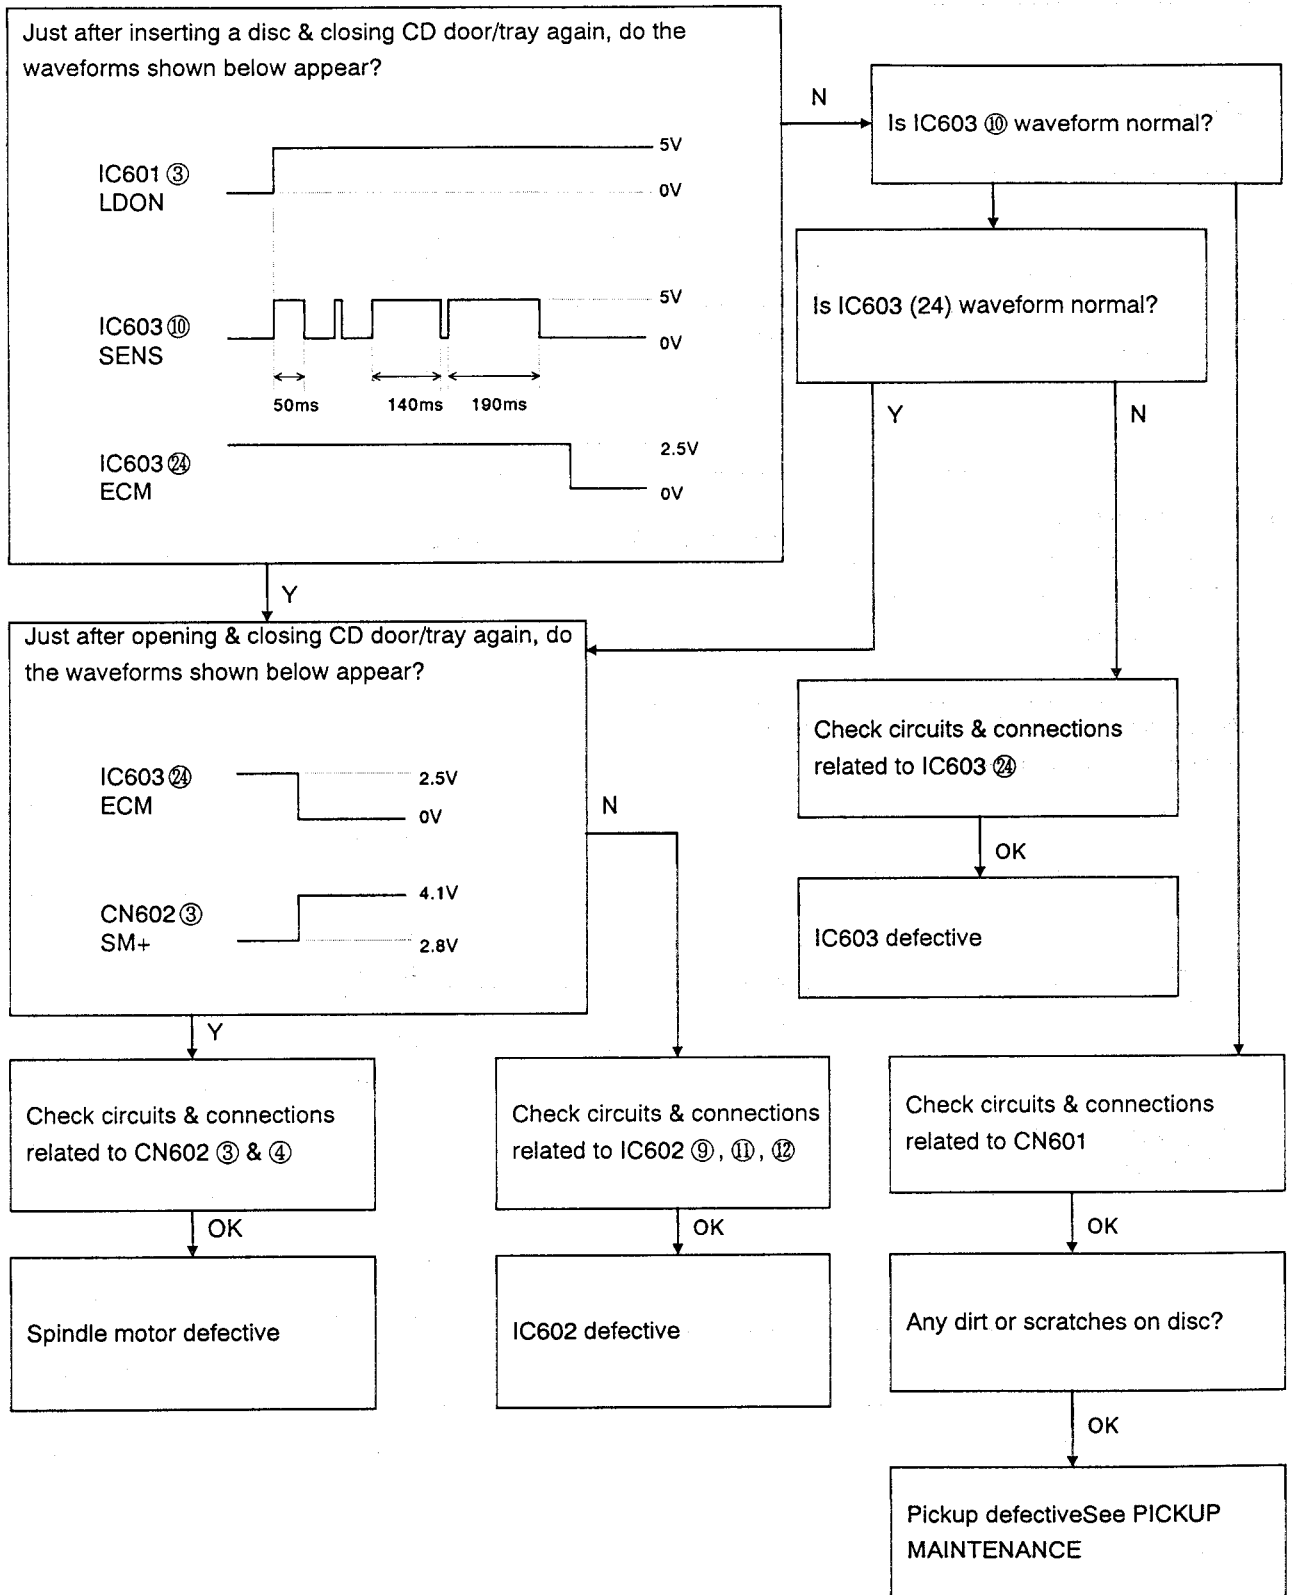 Just after inserting a disc & closing CD door/tray again, do the
waveforms shown below appear?
IC601 ③
LDON
5V
0V
IC603 ⑩
SENS
5V
0V
50ms
140ms
190ms
IC603 ㉔
ECM
2.5V
0V
N
Is IC603 ⑩ waveform normal?
Is IC603 (24) waveform normal?
Y
N
Y
Just after opening & closing CD door/tray again, do
the waveforms shown below appear?
IC603 ㉔
ECM
2.5V
0V
CN602 ③
SM+
4.1V
2.8V
N
Check circuits & connections
related to IC603 ㉔
OK
IC603 defective
Y
Check circuits & connections
related to CN602 ③ & ④
OK
Spindle motor defective
Check circuits & connections
related to IC602 ⑨, ⑪, ⑫
OK
IC602 defective
Check circuits & connections
related to CN601
OK
Any dirt or scratches on disc?
OK
Pickup defectiveSee PICKUP
MAINTENANCE